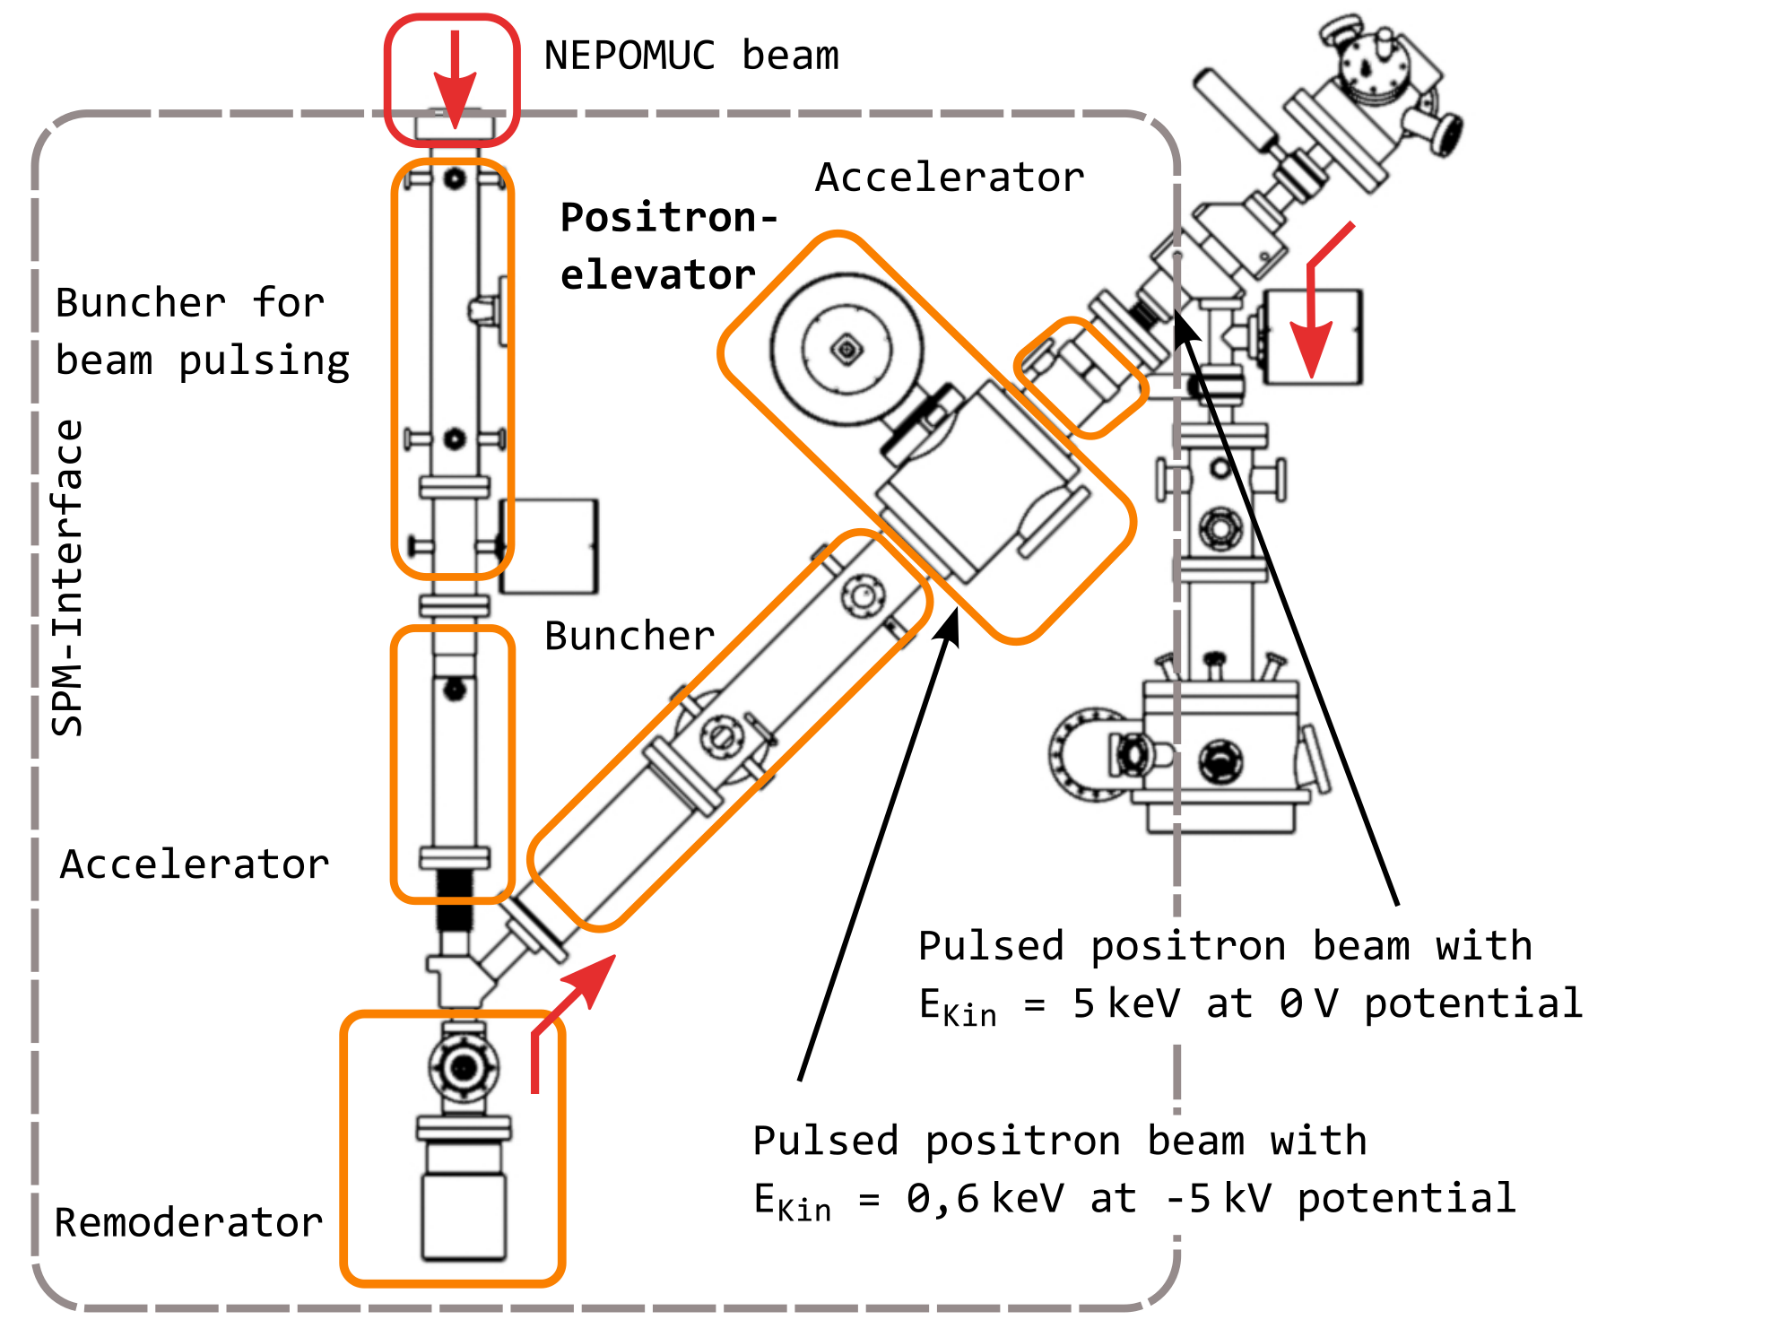 NEPOMUC beam
Accelerator
Positron-
elevator
Buncher for
beam pulsing
SPM-Interface
Buncher
Accelerator
Pulsed positron beam with
EKin = 5 keV at 0 V potential
Pulsed positron beam with
EKin = 0,6 keV at -5 kV potential
Remoderator